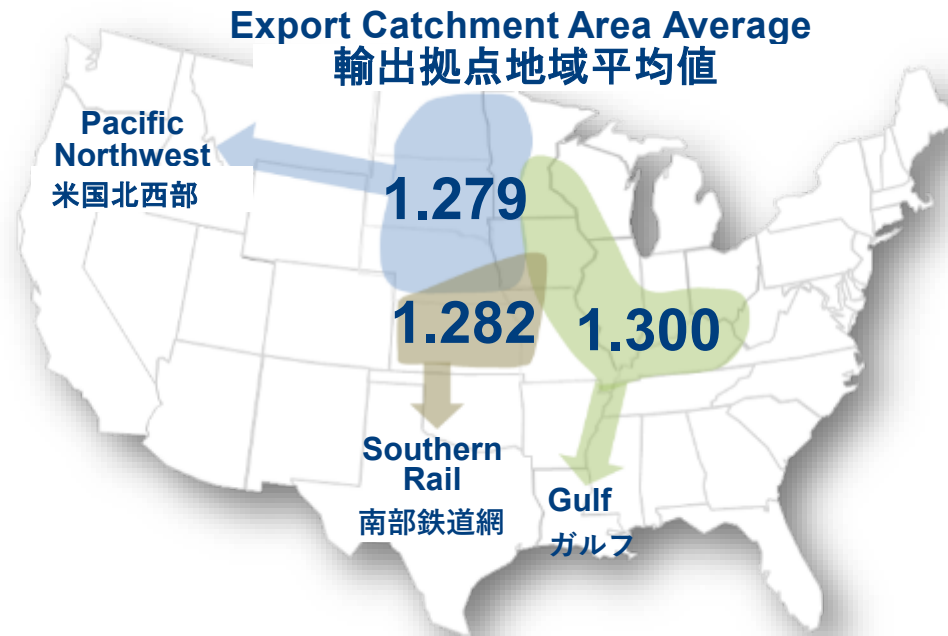 Export Catchment Area Average
輸出拠点地域平均値
Pacific
Northwest
米国北西部
1.279
1.282
1.300
Southern
Rail
南部鉄道網
Gulf
ガルフ